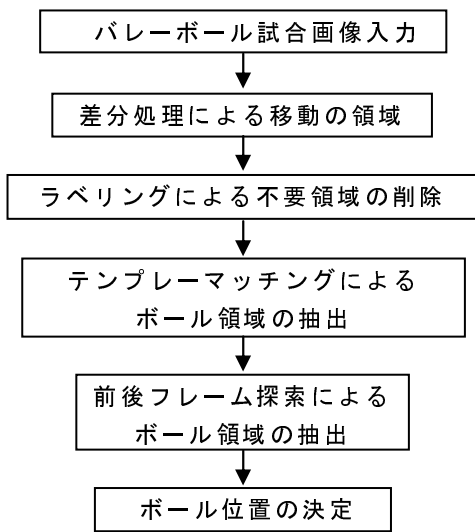 バレーボール試合画像入力
差分処理による移動の領域
ラベリングによる不要領域の削除
テンプレーマッチングによる
ボール領域の抽出
前後フレーム探索による
ボール領域の抽出
ボール位置の決定